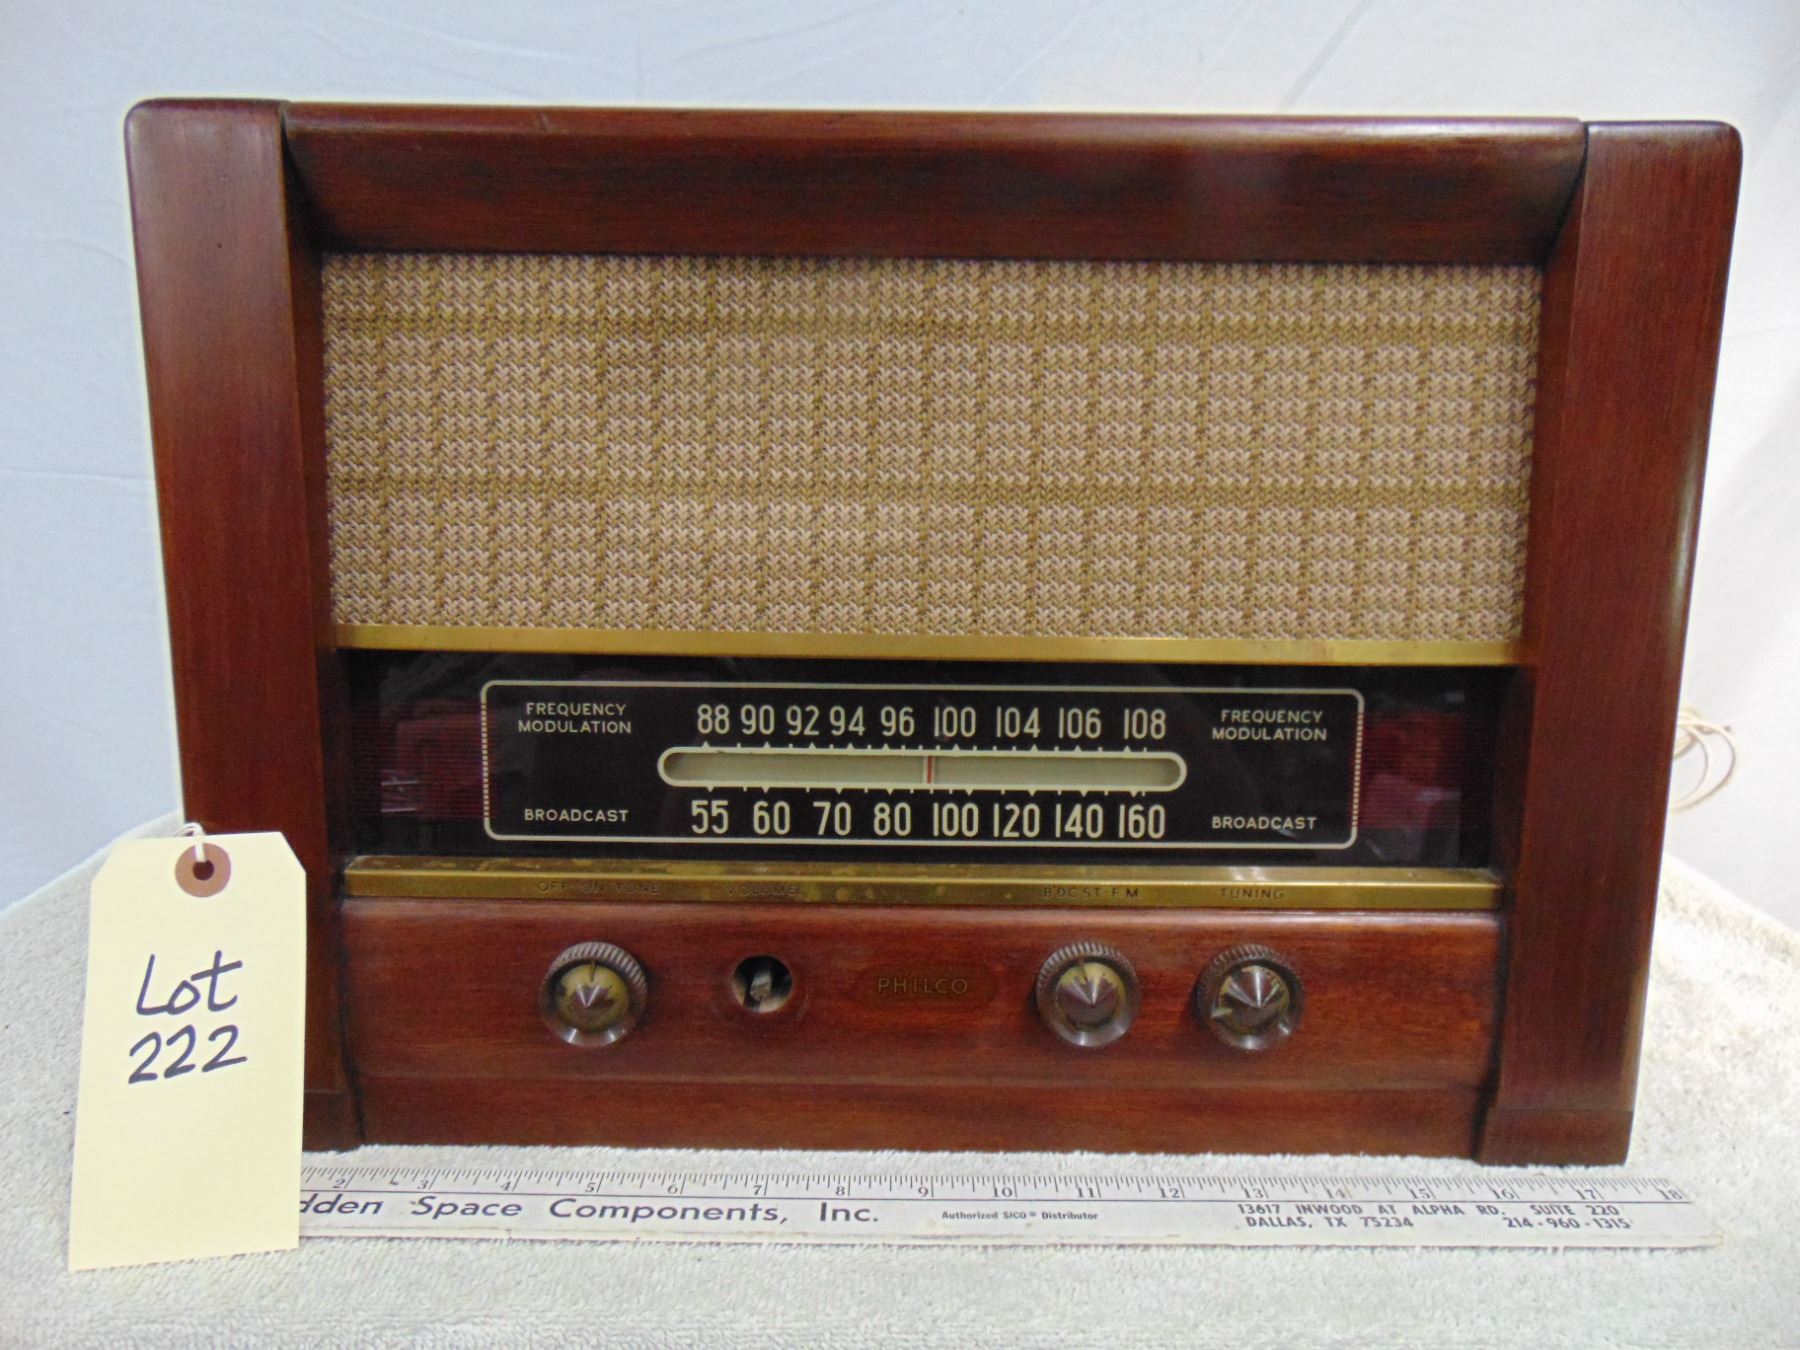 FREQUENCY MODULATION
88 90 92 94 96 100 104 106 108
FREQUENCY MODULATION
BROADCAST
55 60 70 80 100 120 140 160
BROADCAST
OFF-ON TONE VOLUME B'DC'ST-F M TUNING
PHILCO
Lot
222
2 3 4 5 6 7 8 9 10 11 12 13 14 15 16 17 18
dden Space Components, Inc.
Authorized SICO® Distributor
13617 INWOOD AT ALPHA RD. SUITE 220
DALLAS, TX 75234 214-960-1315